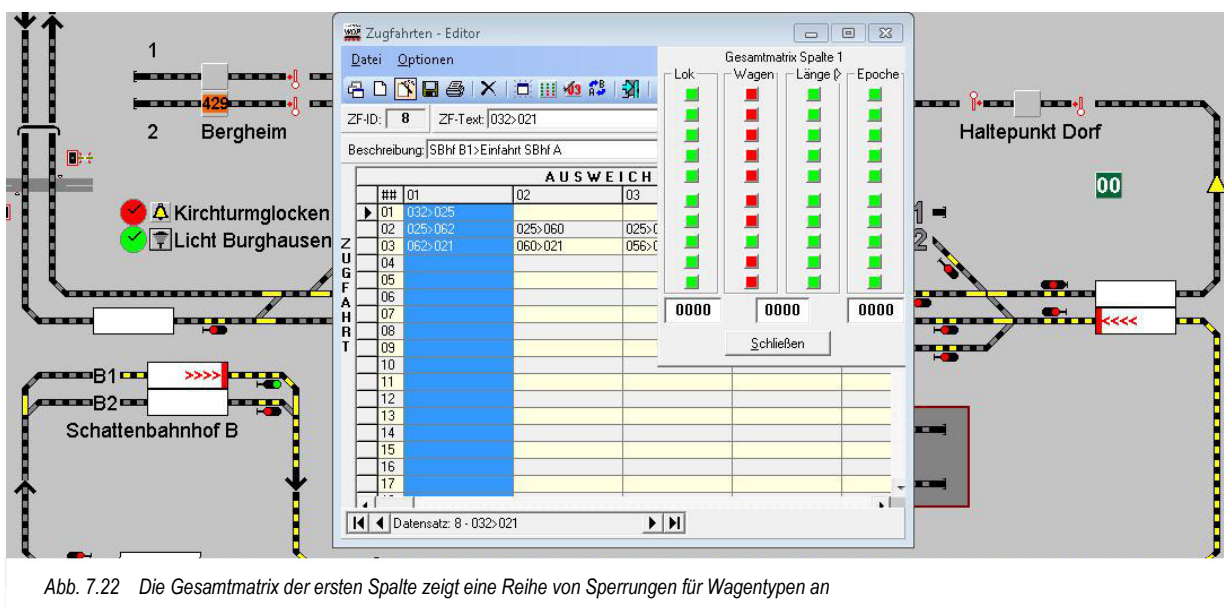 1
429
2
Bergheim
Kirchturmglocken
Licht Burghausen
B1
>>>>
B2
Schattenbahnhof B
WDP Zugfahrten - Editor
Datei Optionen
ZF-ID: 8 ZF-Text: 032>021
Beschreibung: SBhf B1>Einfahrt SBhf A
AUSWEICH
## 01 02 03
01 032>025
02 025>062 025>060
03 062>021 060>021
04
05
06
07
08
09
10
11
12
13
14
15
16
17
ZUGFAHRT
Datensatz: 8 - 032>021
Gesamtmatrix Spalte 1
Lok Wagen Länge Epoche
0000 0000 0000
Schließen
Haltepunkt Dorf
00
1
2
<<<<
Abb. 7.22 Die Gesamtmatrix der ersten Spalte zeigt eine Reihe von Sperrungen für Wagentypen an